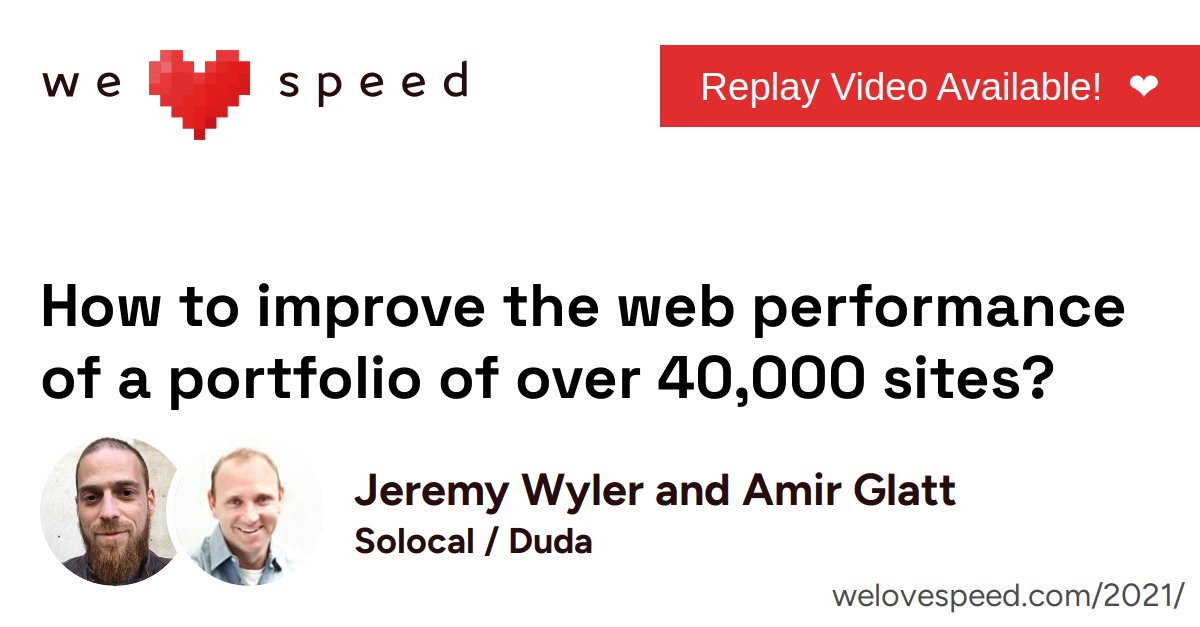 we ❤ speed
Replay Video Available! ❤
How to improve the web performance
of a portfolio of over 40,000 sites?
Jeremy Wyler and Amir Glatt
Solocal / Duda
welovespeed.com/2021/